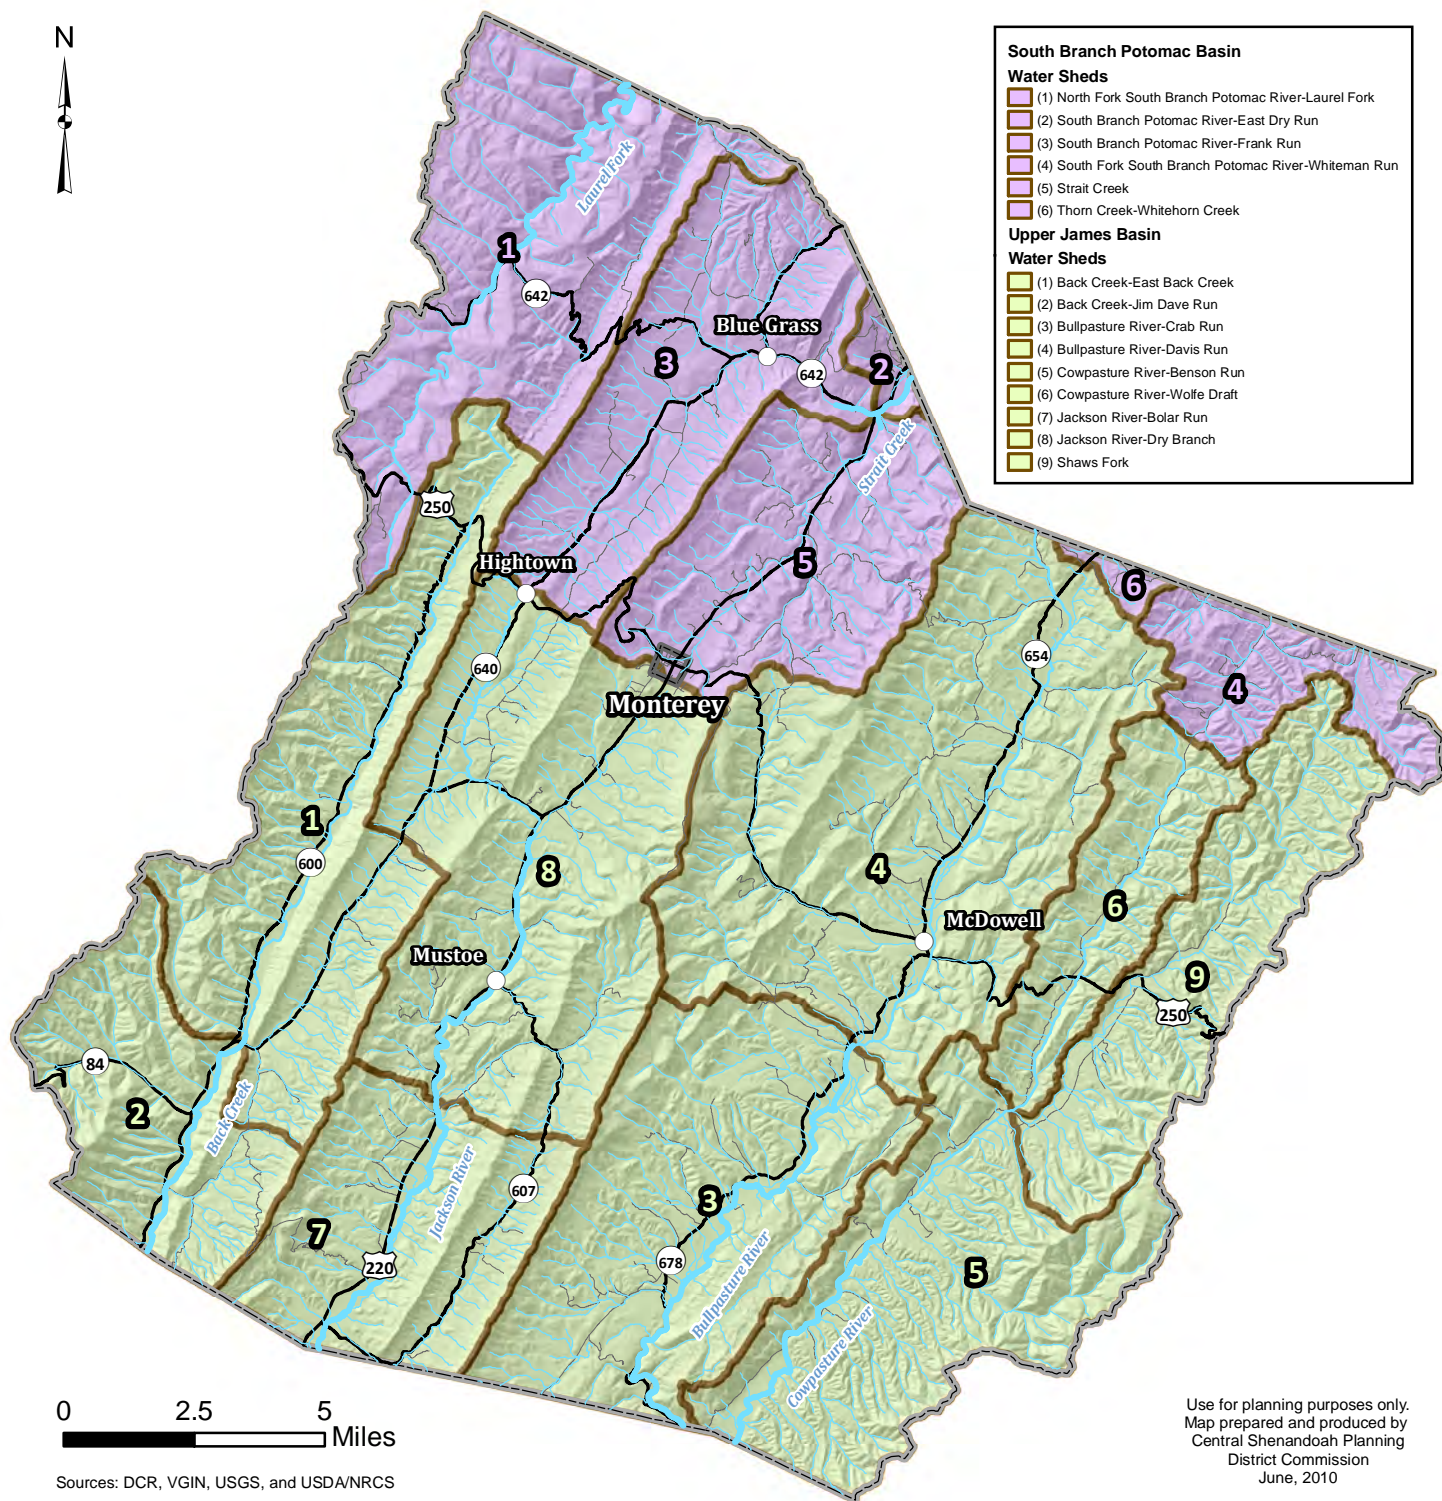 N
South Branch Potomac Basin
Water Sheds
(1) North Fork South Branch Potomac River-Laurel Fork
(2) South Branch Potomac River-East Dry Run
(3) South Branch Potomac River-Frank Run
(4) South Fork South Branch Potomac River-Whiteman Run
(5) Strait Creek
(6) Thorn Creek-Whitehorn Creek
Upper James Basin
Water Sheds
(1) Back Creek-East Back Creek
(2) Back Creek-Jim Dave Run
(3) Bullpasture River-Crab Run
(4) Bullpasture River-Davis Run
(5) Cowpasture River-Benson Run
(6) Cowpasture River-Wolfe Draft
(7) Jackson River-Bolar Run
(8) Jackson River-Dry Branch
(9) Shaws Fork
Laurel Fork
1
642
Blue Grass
3
642
2
Strait Creek
250
Hightown
5
6
640
654
4
Monterey
1
600
8
4
6
McDowell
Mustoe
9
250
84
2
Back Creek
Jackson River
607
3
7
220
678
Bullpasture River
5
Cowpasture River
0 2.5 5
Miles
Sources: DCR, VGIN, USGS, and USDA/NRCS
Use for planning purposes only.
Map prepared and produced by
Central Shenandoah Planning
District Commission
June, 2010